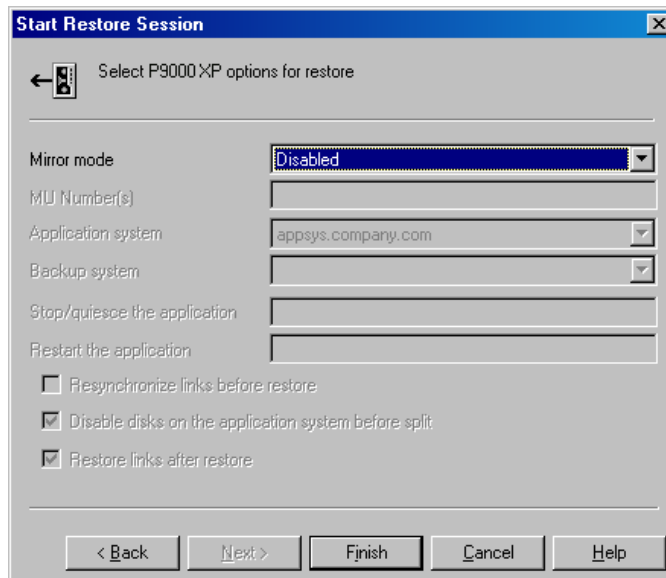 Start Restore Session
Select P9000 XP options for restore
Mirror mode
Disabled
MU Number(s)
Application system
appsys.company.com
Backup system
Stop/quiesce the application
Restart the application
Resynchronize links before restore
Disable disks on the application system before split
Restore links after restore
< Back
Next >
Finish
Cancel
Help